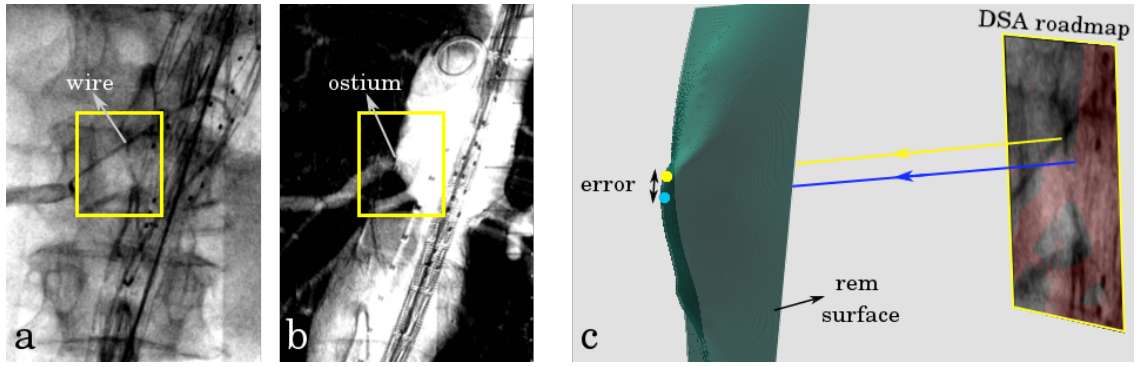 wire
a
ostium
b
DSA roadmap
error
rem
surface
c